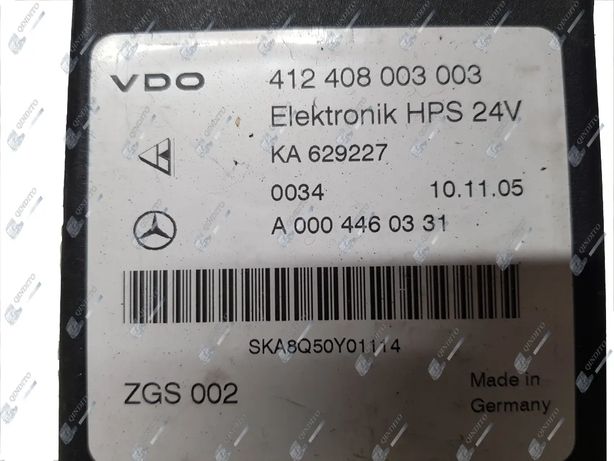 VDO 412 408 003 003
Elektronik HPS 24V
KA 629227
0034 10.11.05
A 000 446 03 31
SKA8Q50Y01114
ZGS 002
Made in
Germany
QINDITO